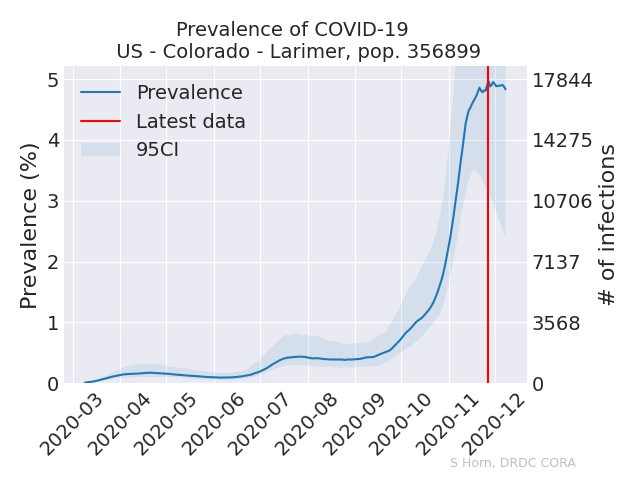 Prevalence of COVID-19
US - Colorado - Larimer, pop. 356899
Prevalence
Latest data
95CI
Prevalence (%)
5
4
3
2
1
0
17844
14275
10706
7137
3568
0
# of infections
2020-03
2020-04
2020-05
2020-06
2020-07
2020-08
2020-09
2020-10
2020-11
2020-12
S Horn, DRDC CORA